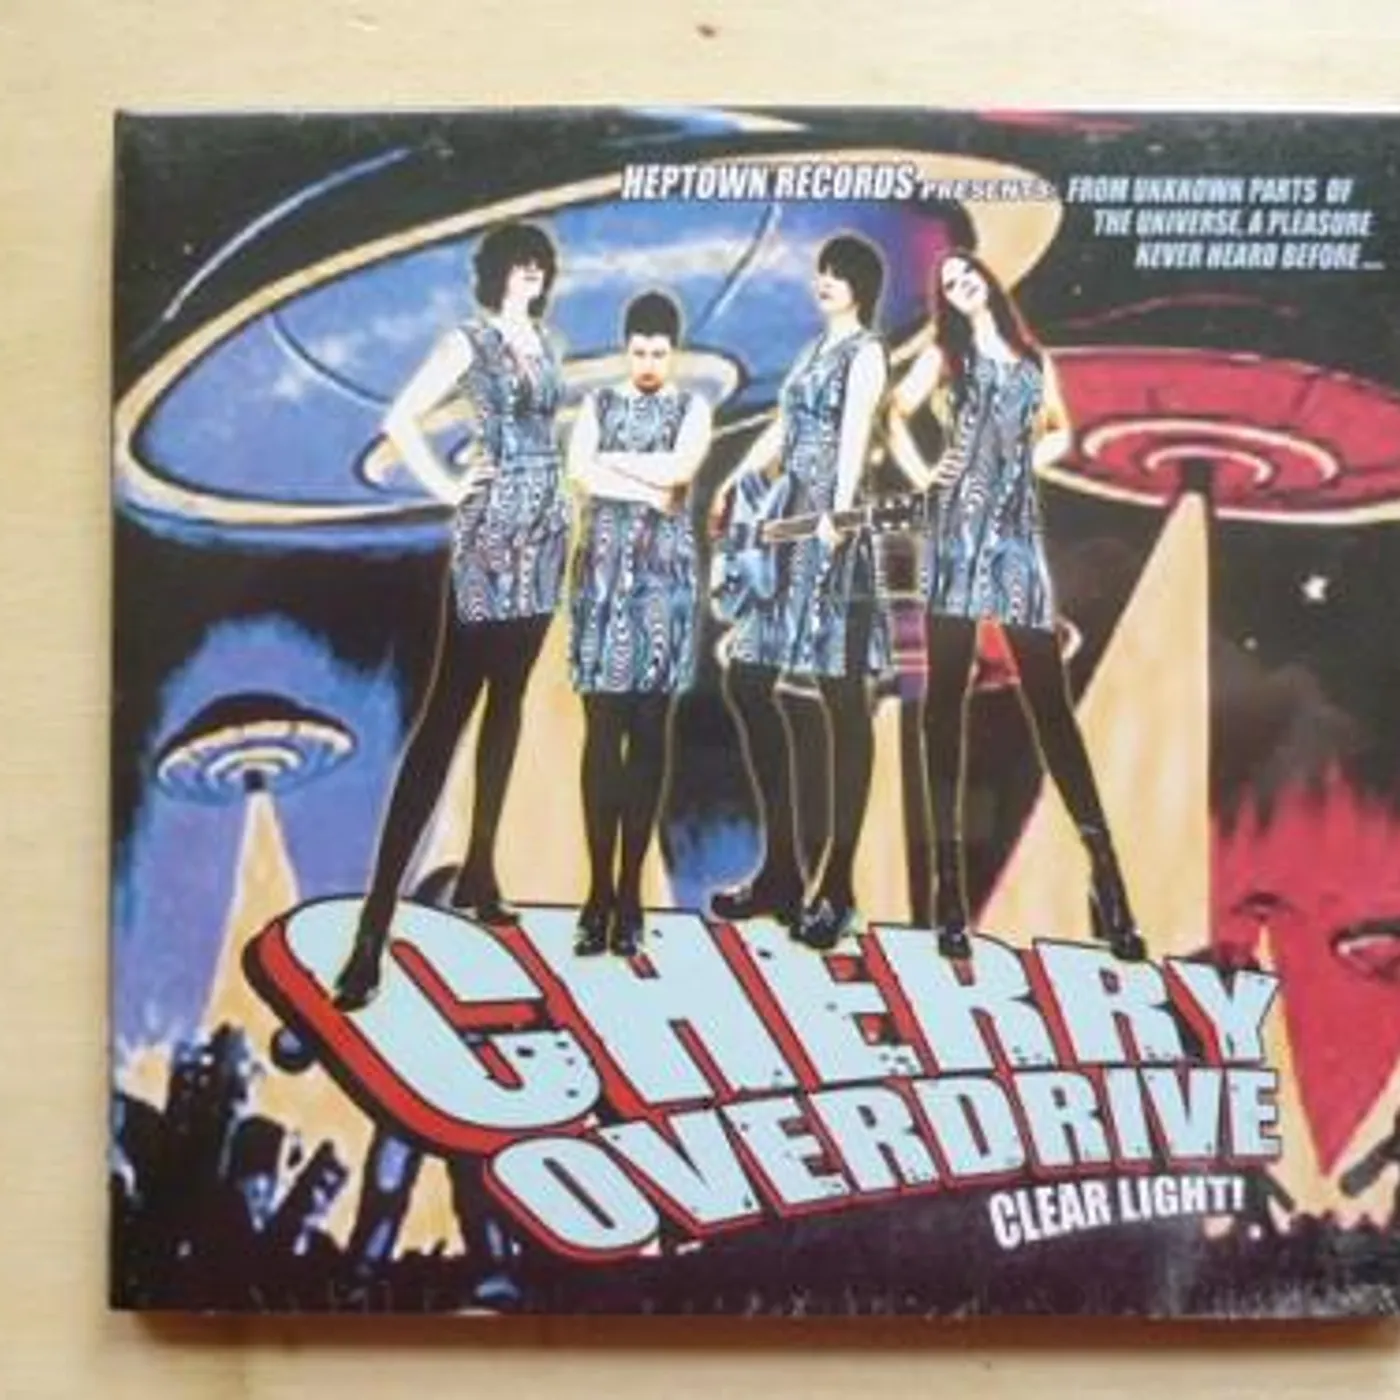 HEPTOWN RECORDS PRESENTS: FROM UNKNOWN PARTS OF
THE UNIVERSE, A PLEASURE
NEVER HEARD BEFORE...
CHERRY
OVERDRIVE
CLEAR LIGHT!